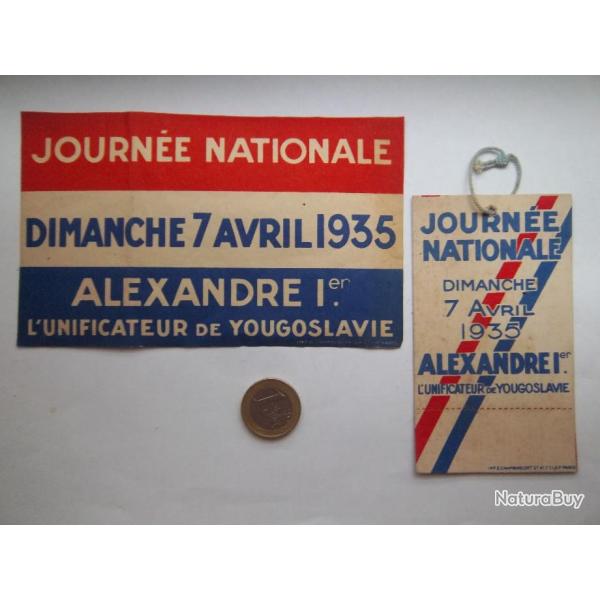 JOURNÉE NATIONALE
DIMANCHE 7 AVRIL 1935
ALEXANDRE Ier.
L'UNIFICATEUR DE YOUGOSLAVIE
JOURNÉE
NATIONALE
DIMANCHE
7 AVRIL
1935
ALEXANDRE Ier.
L'UNIFICATEUR DE YOUGOSLAVIE
NaturaBuy